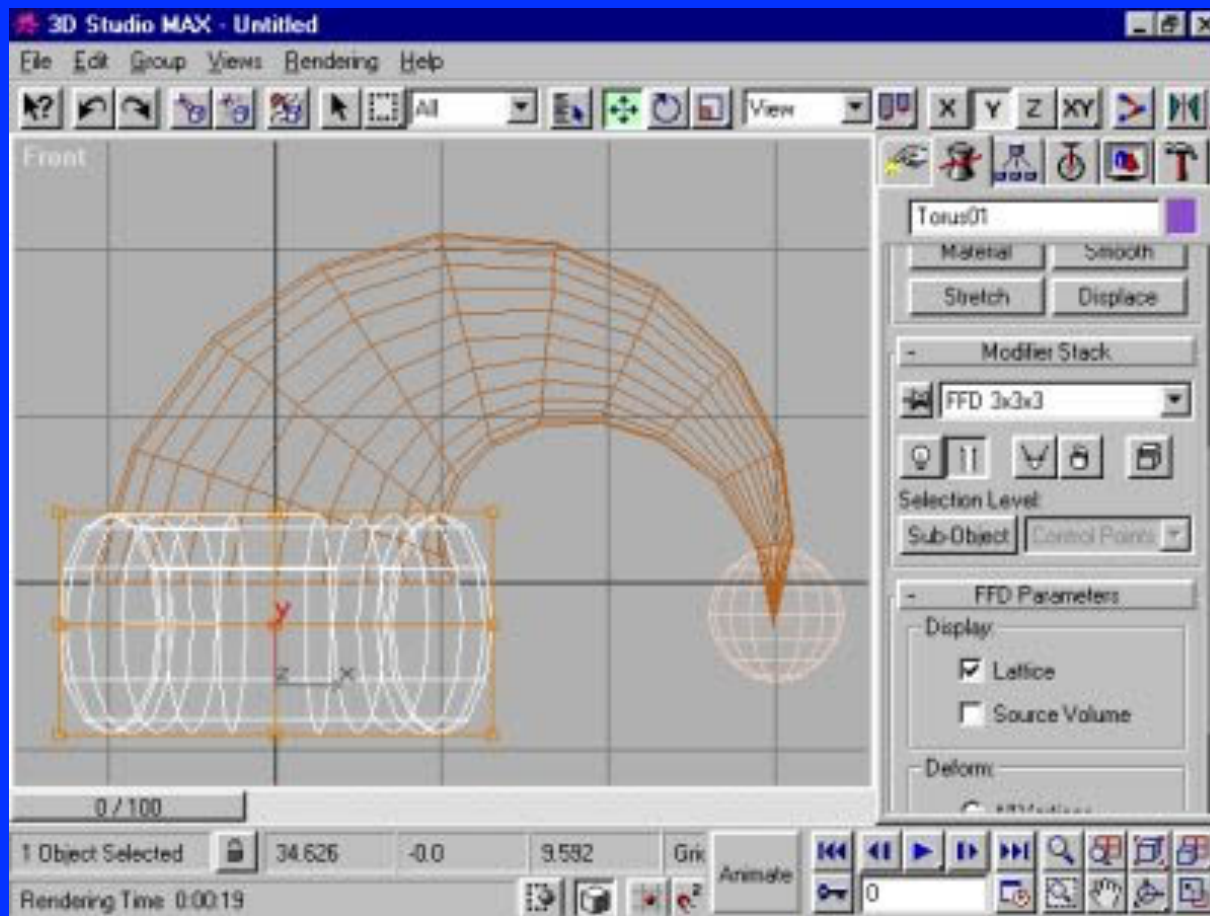 3D Studio MAX - Untitled
File Edit Group Views Rendering Help
All View X Y Z XY
Front
Torus01
Material Smooth
Stretch Displace
- Modifier Stack
FFD 3x3x3
Selection Level:
Sub-Object Control Points
- FFD Parameters
Display:
Lattice
Source Volume
Deform:
y
z x
0 / 100
1 Object Selected 34.626 -0.0 9.592 Gri
Animate
0
Rendering Time 0:00:19